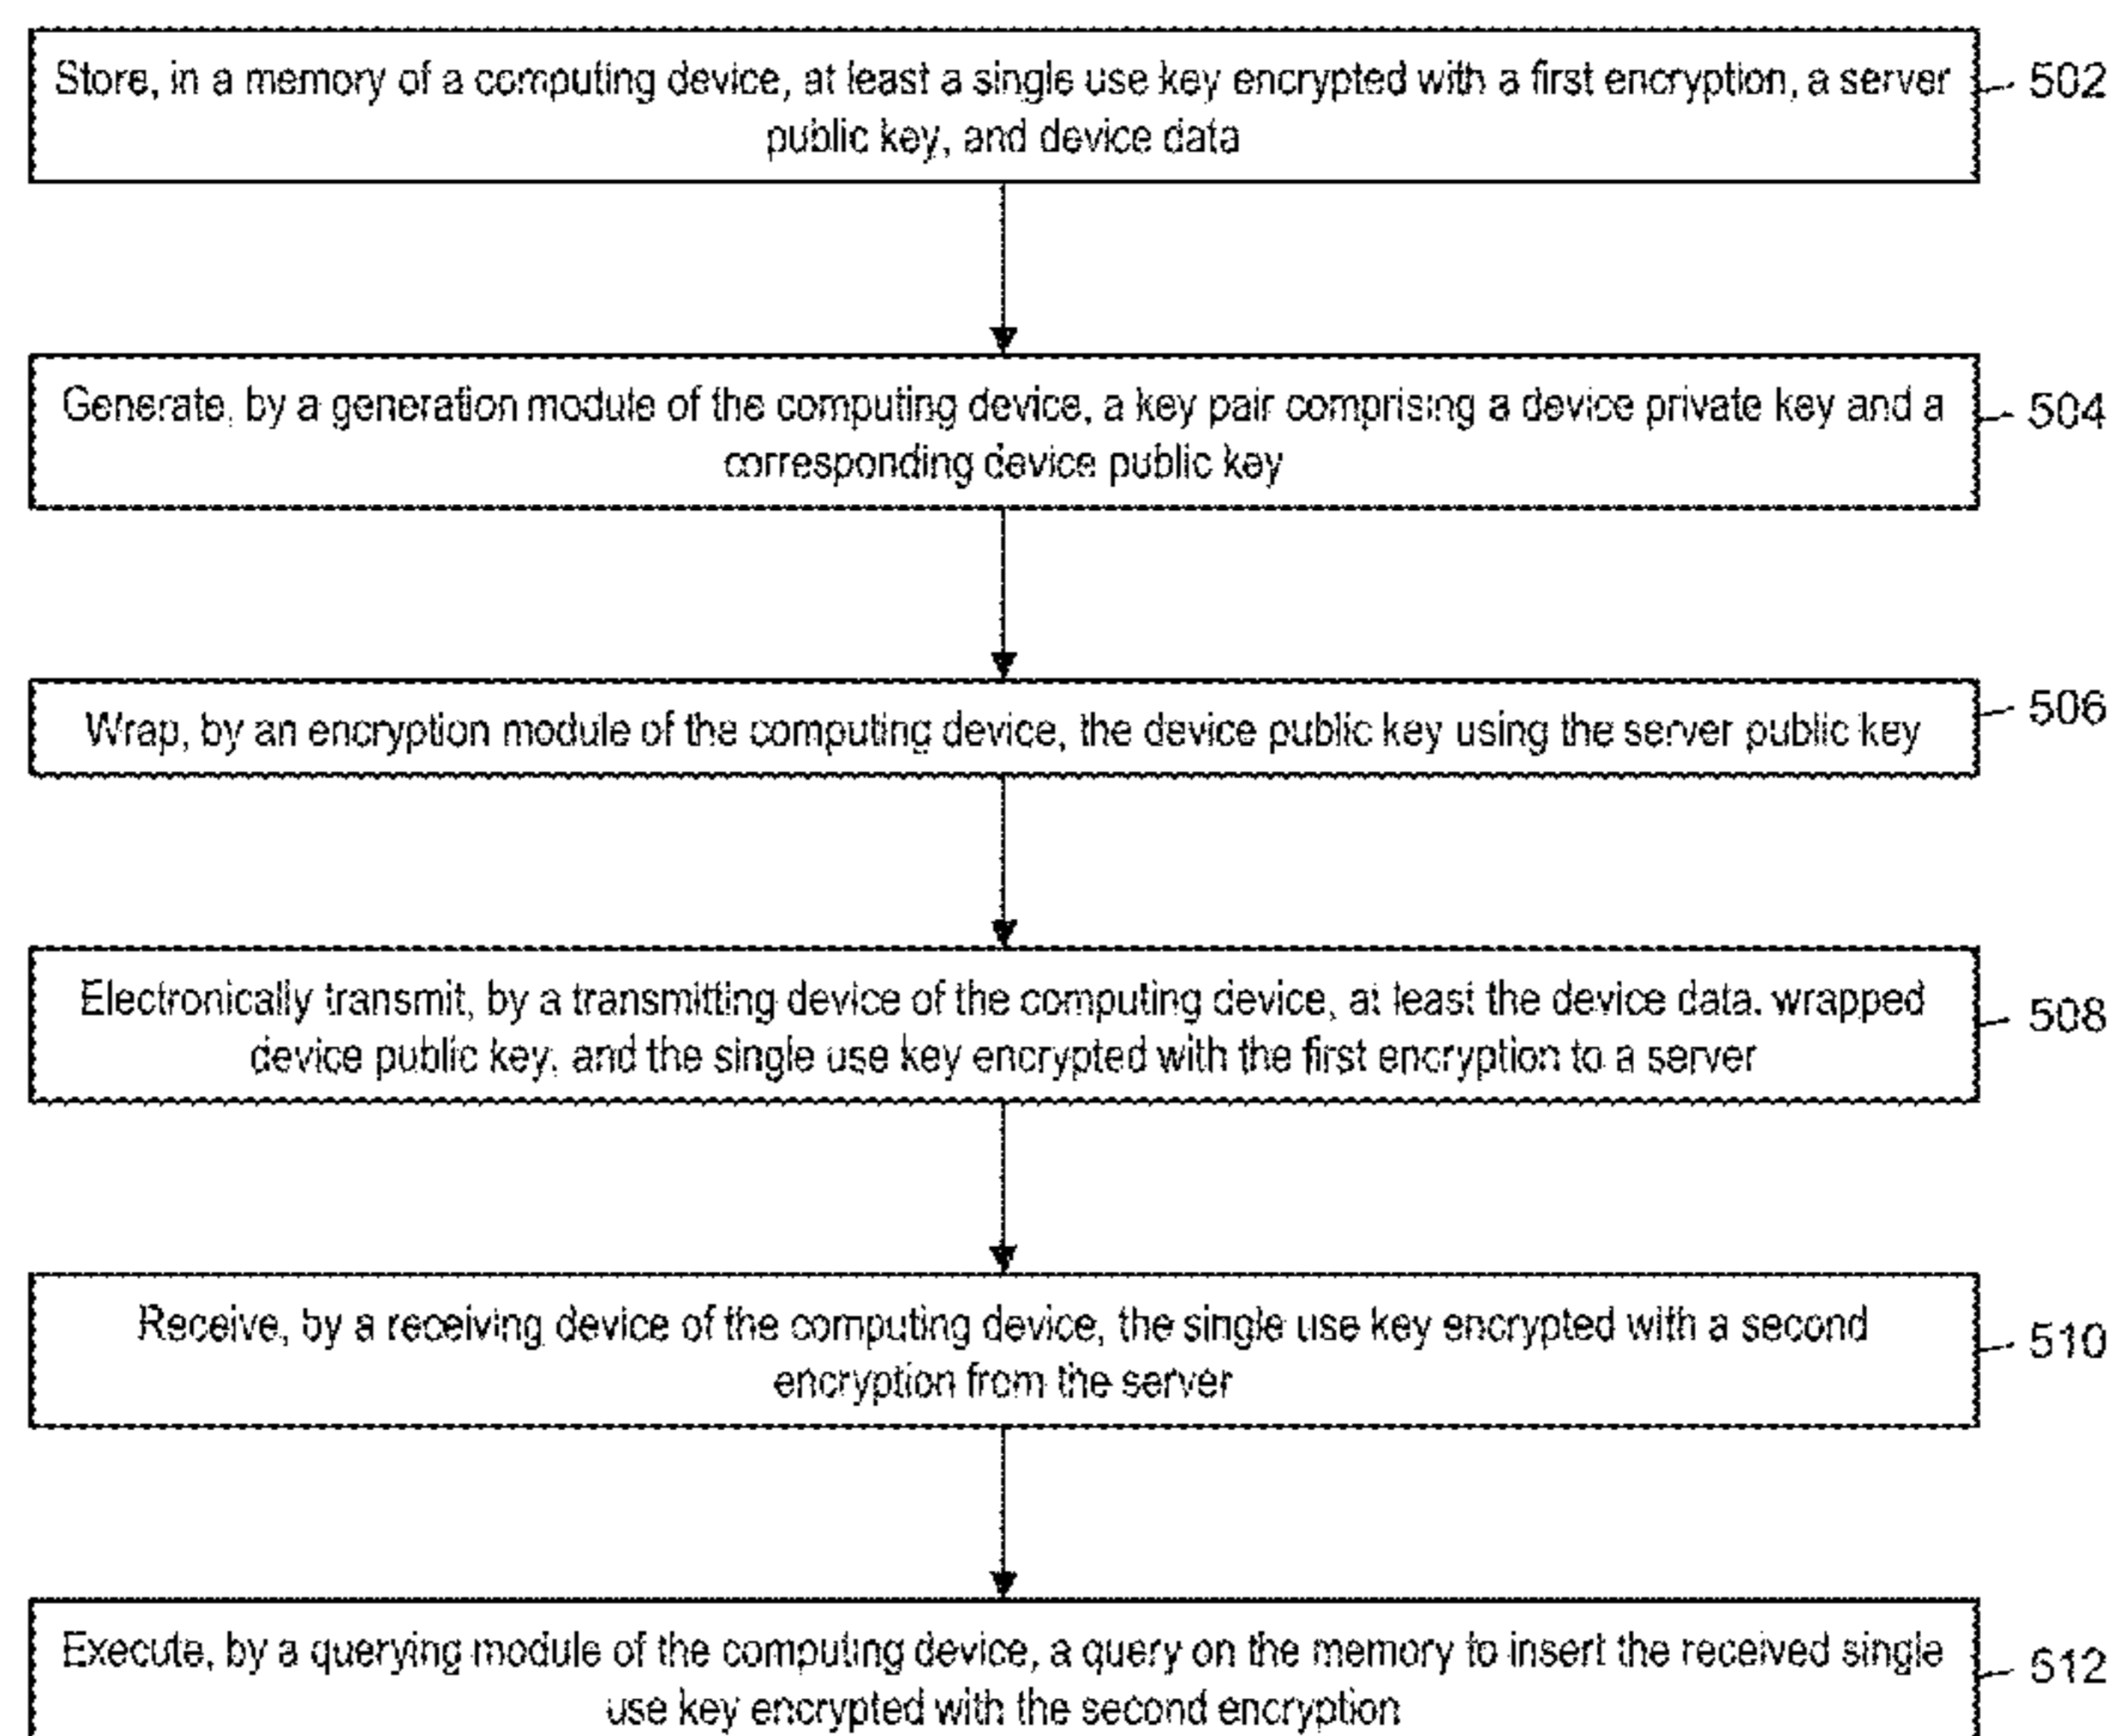 Store, in a memory of a computing device, at least a single use key encrypted with a first encryption, a server
public key, and device data
502
Generate, by a generation module of the computing device, a key pair comprising a device private key and a
corresponding device public key
504
Wrap, by an encryption module of the computing device, the device public key using the server public key
506
Electronically transmit, by a transmitting device of the computing device, at least the device data, wrapped
device public key, and the single use key encrypted with the first encryption to a server
508
Receive, by a receiving device of the computing device, the single use key encrypted with a second
encryption from the server
510
Execute, by a querying module of the computing device, a query on the memory to insert the received single
use key encrypted with the second encryption
512